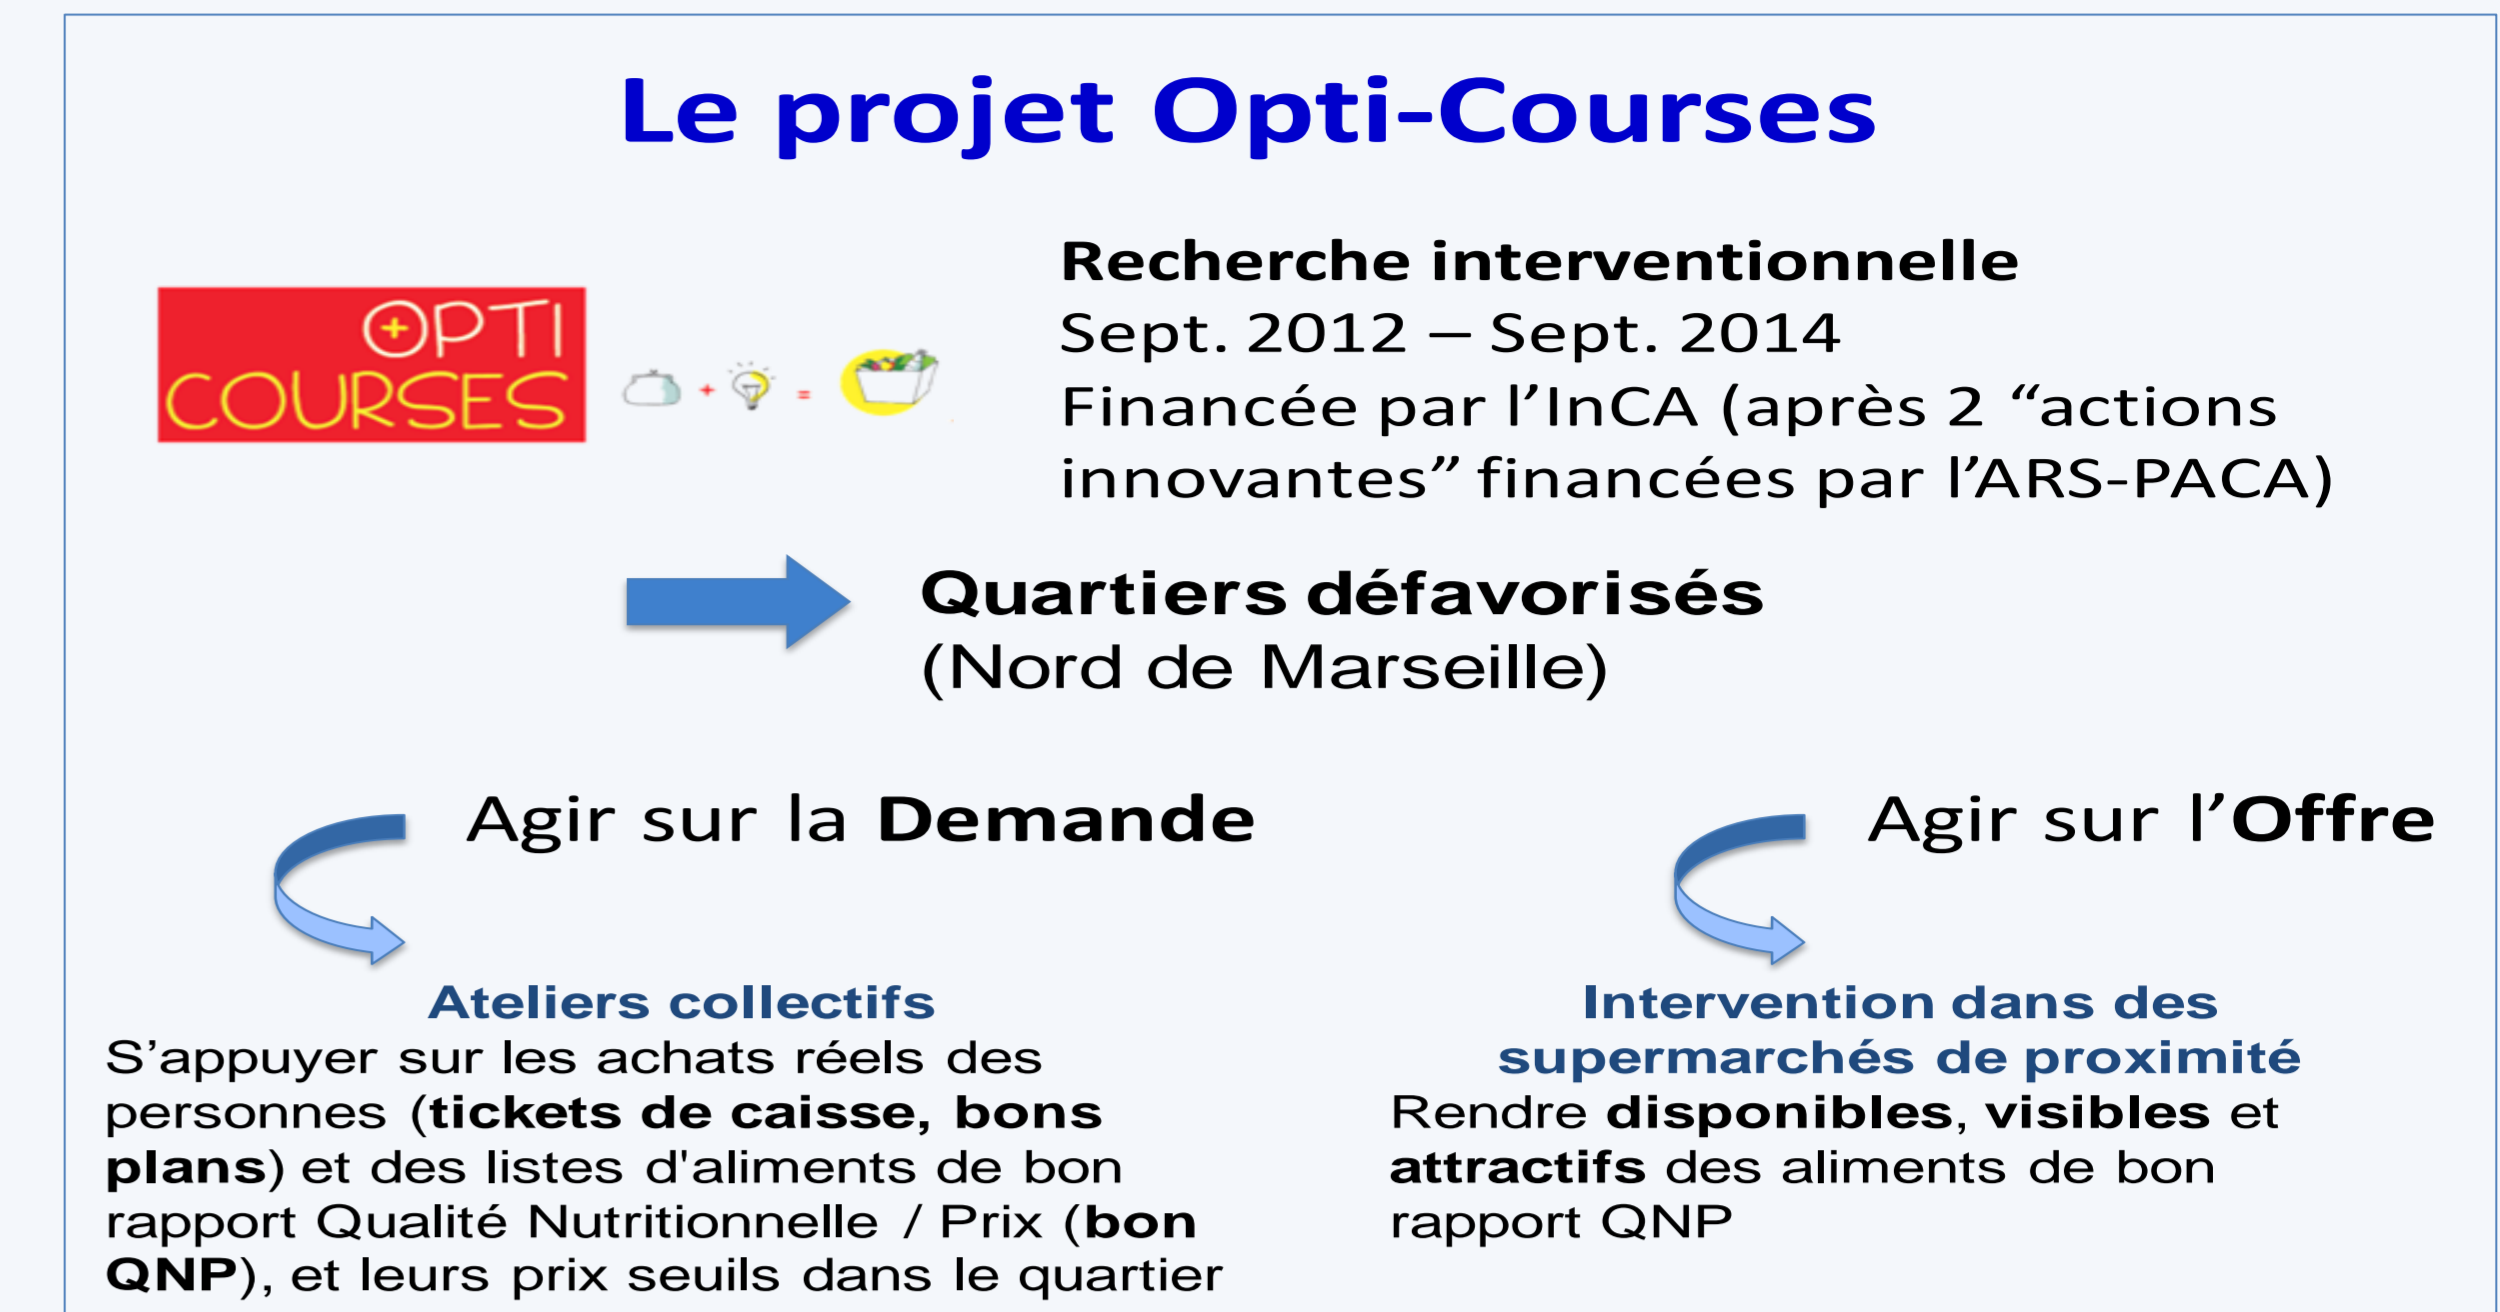 Le projet Opti-Courses
OPTI
COURSES
+ =
Recherche interventionnelle
Sept. 2012 – Sept. 2014
Financée par l’InCA (après 2 “actions
innovantes” financées par l’ARS-PACA)
Quartiers défavorisés
(Nord de Marseille)
Agir sur la Demande
Ateliers collectifs
S’appuyer sur les achats réels des
personnes (tickets de caisse, bons
plans) et des listes d'aliments de bon
rapport Qualité Nutritionnelle / Prix (bon
QNP), et leurs prix seuils dans le quartier
Agir sur l’Offre
Intervention dans des
supermarchés de proximité
Rendre disponibles, visibles et
attractifs des aliments de bon
rapport QNP